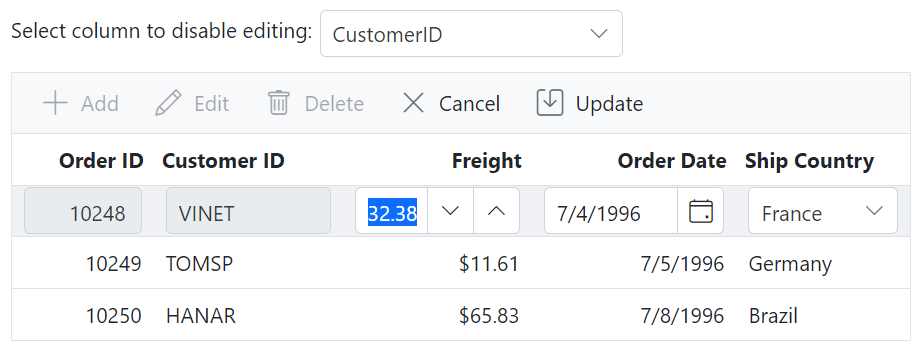 Select column to disable editing: CustomerID
Add Edit Delete Cancel Update
Order ID Customer ID Freight Order Date Ship Country
10248 VINET 32.38 7/4/1996 France
10249 TOMSP $11.61 7/5/1996 Germany
10250 HANAR $65.83 7/8/1996 Brazil